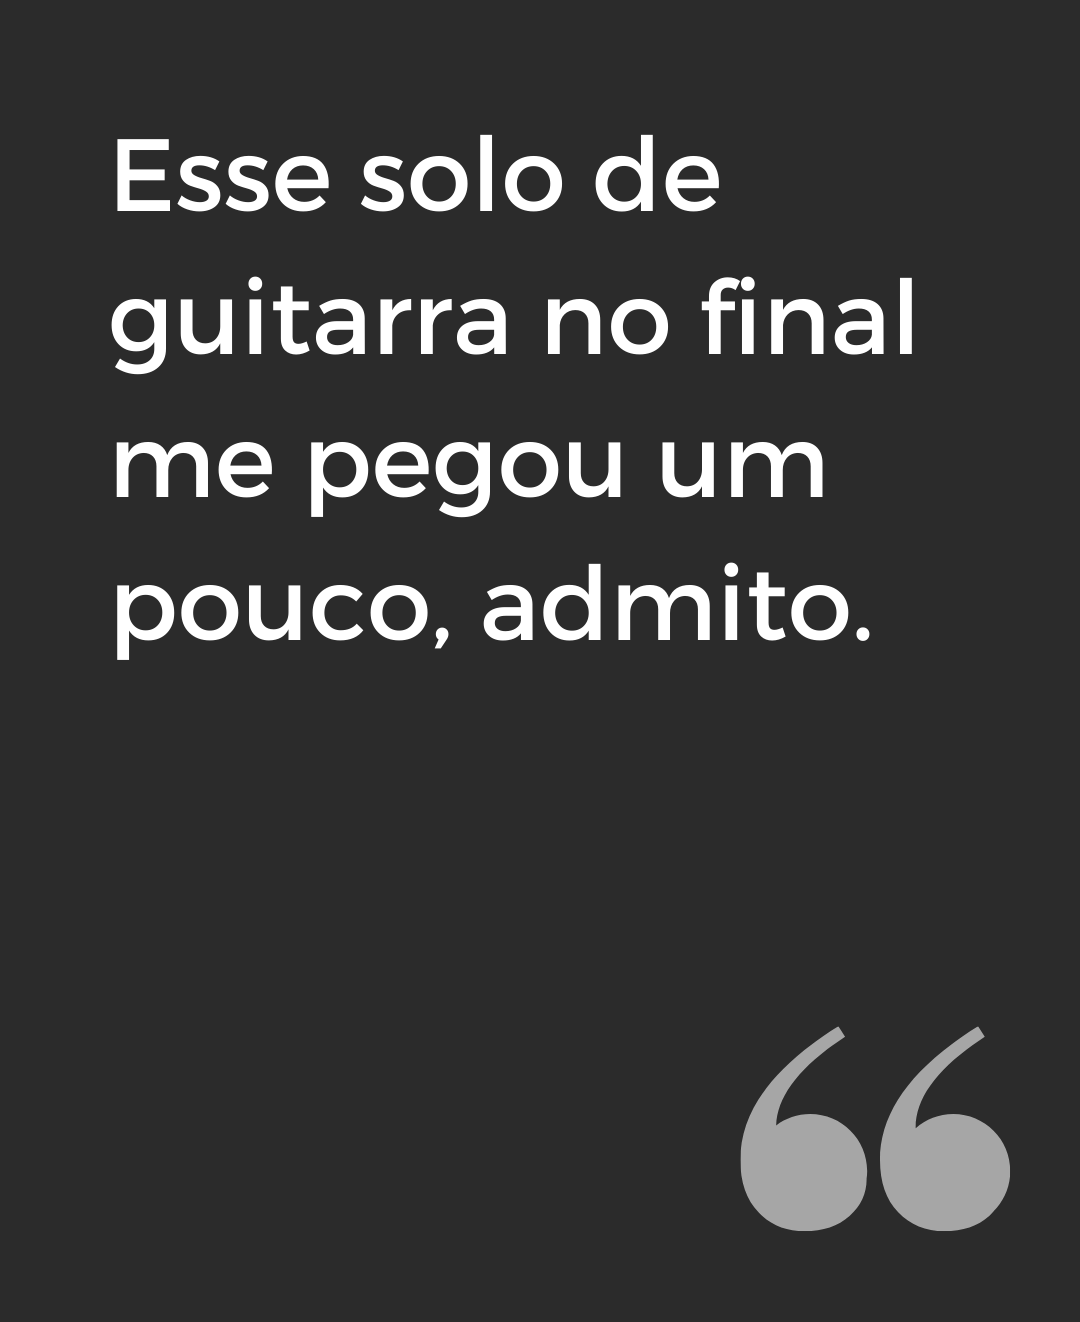 Esse solo de
guitarra no final
me pegou um
pouco, admito.
“